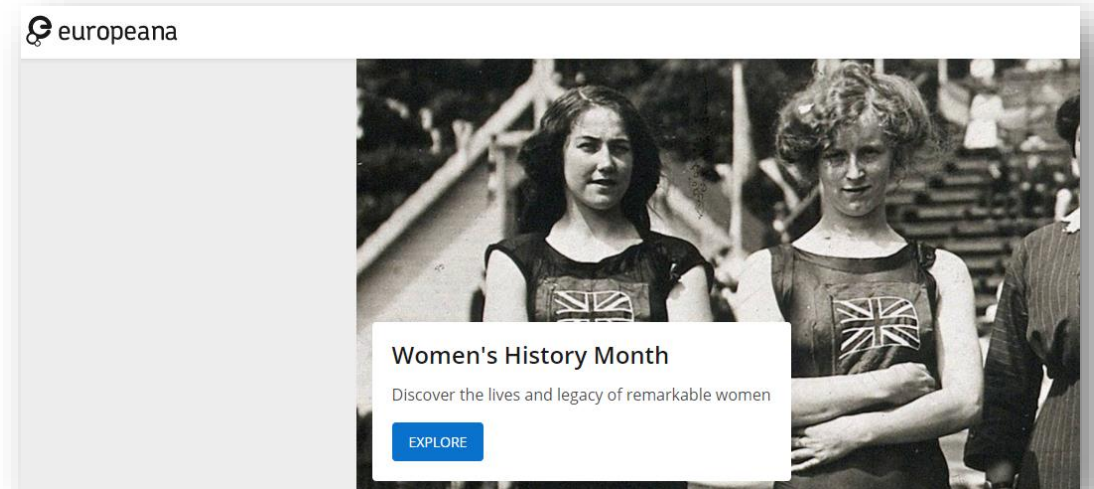 europeana
Women's History Month
Discover the lives and legacy of remarkable women
EXPLORE